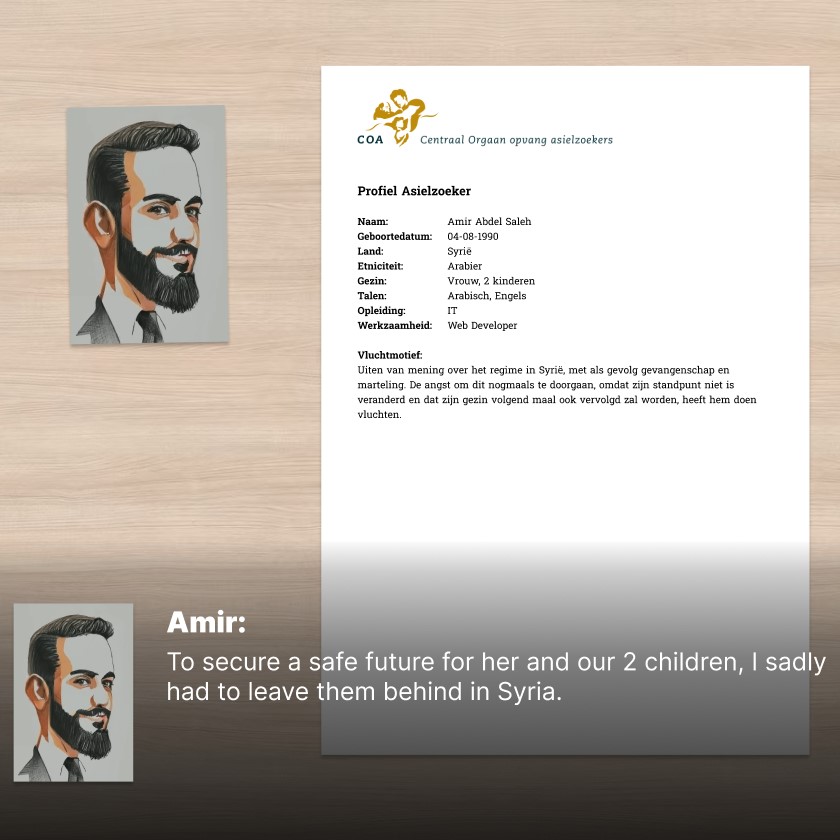 COA Centraal Orgaan opvang asielzoekers
Profiel Asielzoeker
Naam: Amir Abdel Saleh
Geboortedatum: 04-08-1990
Land: Syrië
Etniciteit: Arabier
Gezin: Vrouw, 2 kinderen
Talen: Arabisch, Engels
Opleiding: IT
Werkzaamheid: Web Developer
Vluchtmotief:
Uiten van mening over het regime in Syrië, met als gevolg gevangenschap en
marteling. De angst om dit nogmaals te doorgaan, omdat zijn standpunt niet is
veranderd en dat zijn gezin volgend maal ook vervolgd zal worden, heeft hem doen
vluchten.
Amir:
To secure a safe future for her and our 2 children, I sadly
had to leave them behind in Syria.